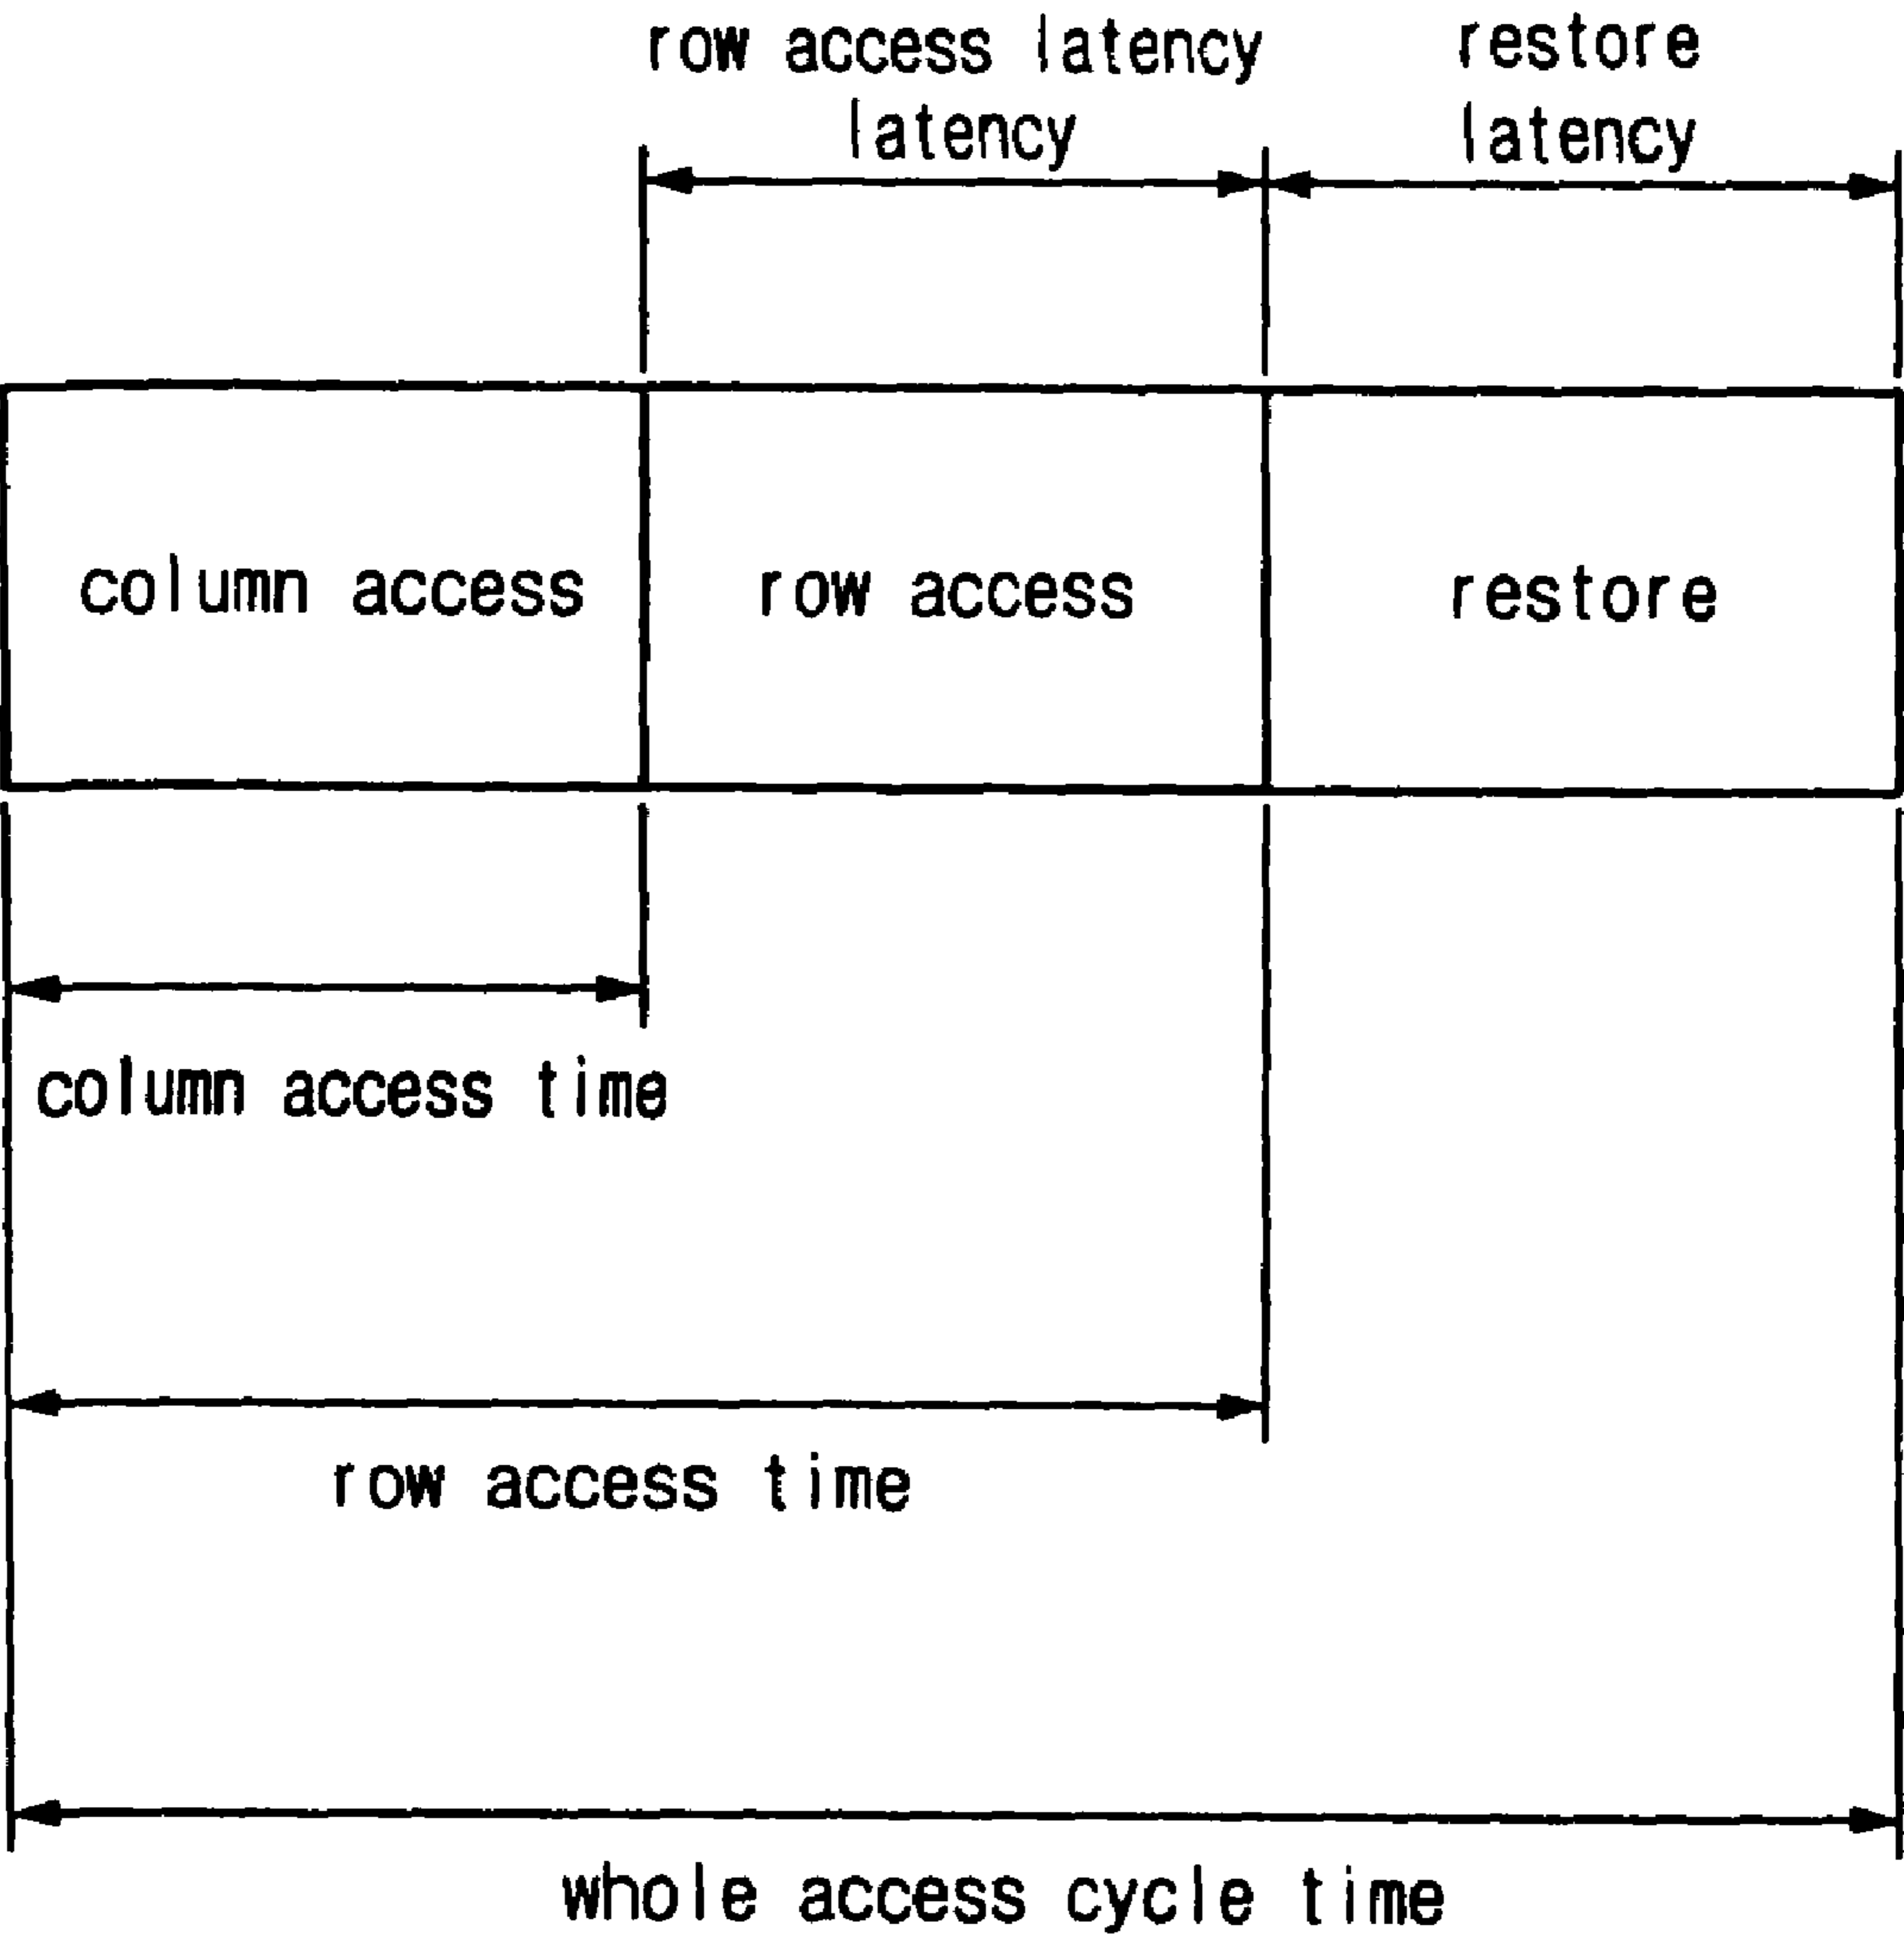 row access latency
latency
restore
latency
column access
row access
restore
column access time
row access time
whole access cycle time